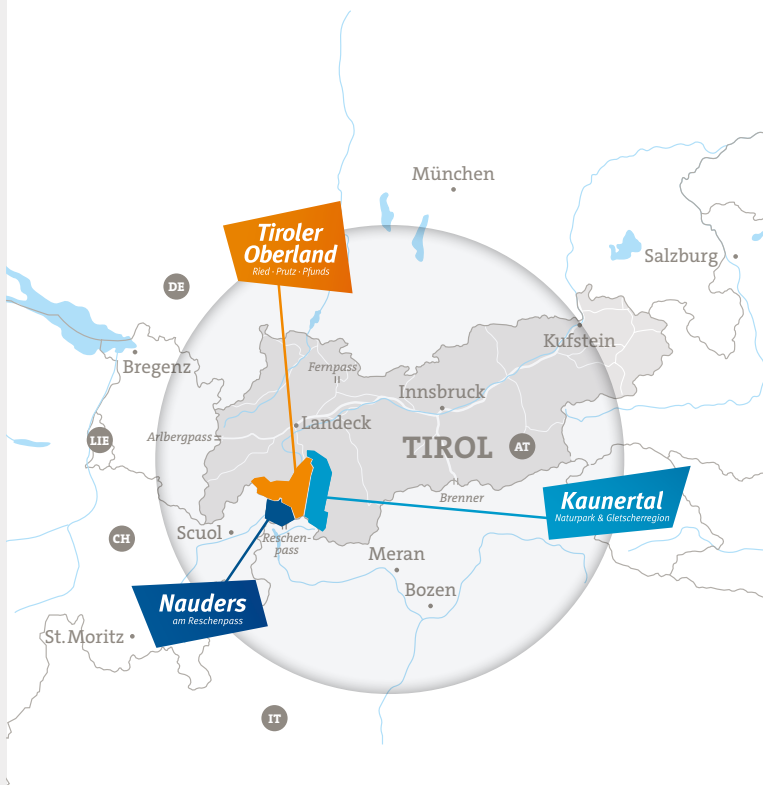 München
Tiroler
Oberland
Ried · Prutz · Pfunds
Salzburg
DE
Kufstein
Bregenz
Fernpass
Innsbruck
Landeck
Arlbergpass
LIE
TIROL
AT
Brenner
Kaunertal
Naturpark & Gletscherregion
Scuol
CH
Reschen-
pass
Meran
Bozen
Nauders
am Reschenpass
St. Moritz
IT